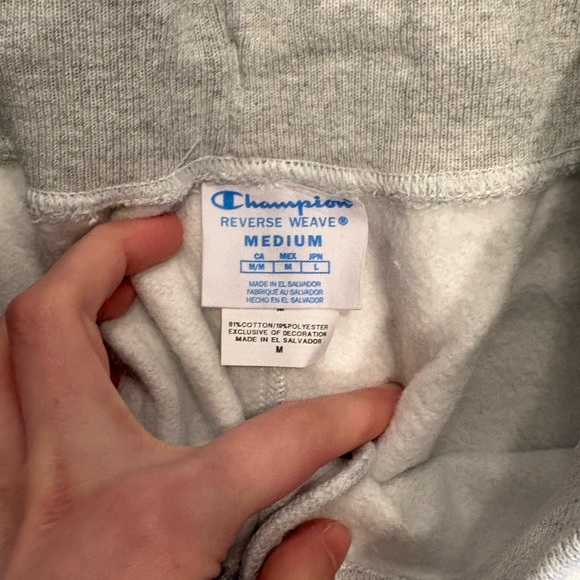 Champion
REVERSE WEAVE®
MEDIUM
CA MEX JPN
M/M M L
MADE IN EL SALVADOR
FABRIQUÉ AU SALVADOR
HECHO EN EL SALVADOR
81%COTTON/19%POLYESTER
EXCLUSIVE OF DECORATION
MADE IN EL SALVADOR
M